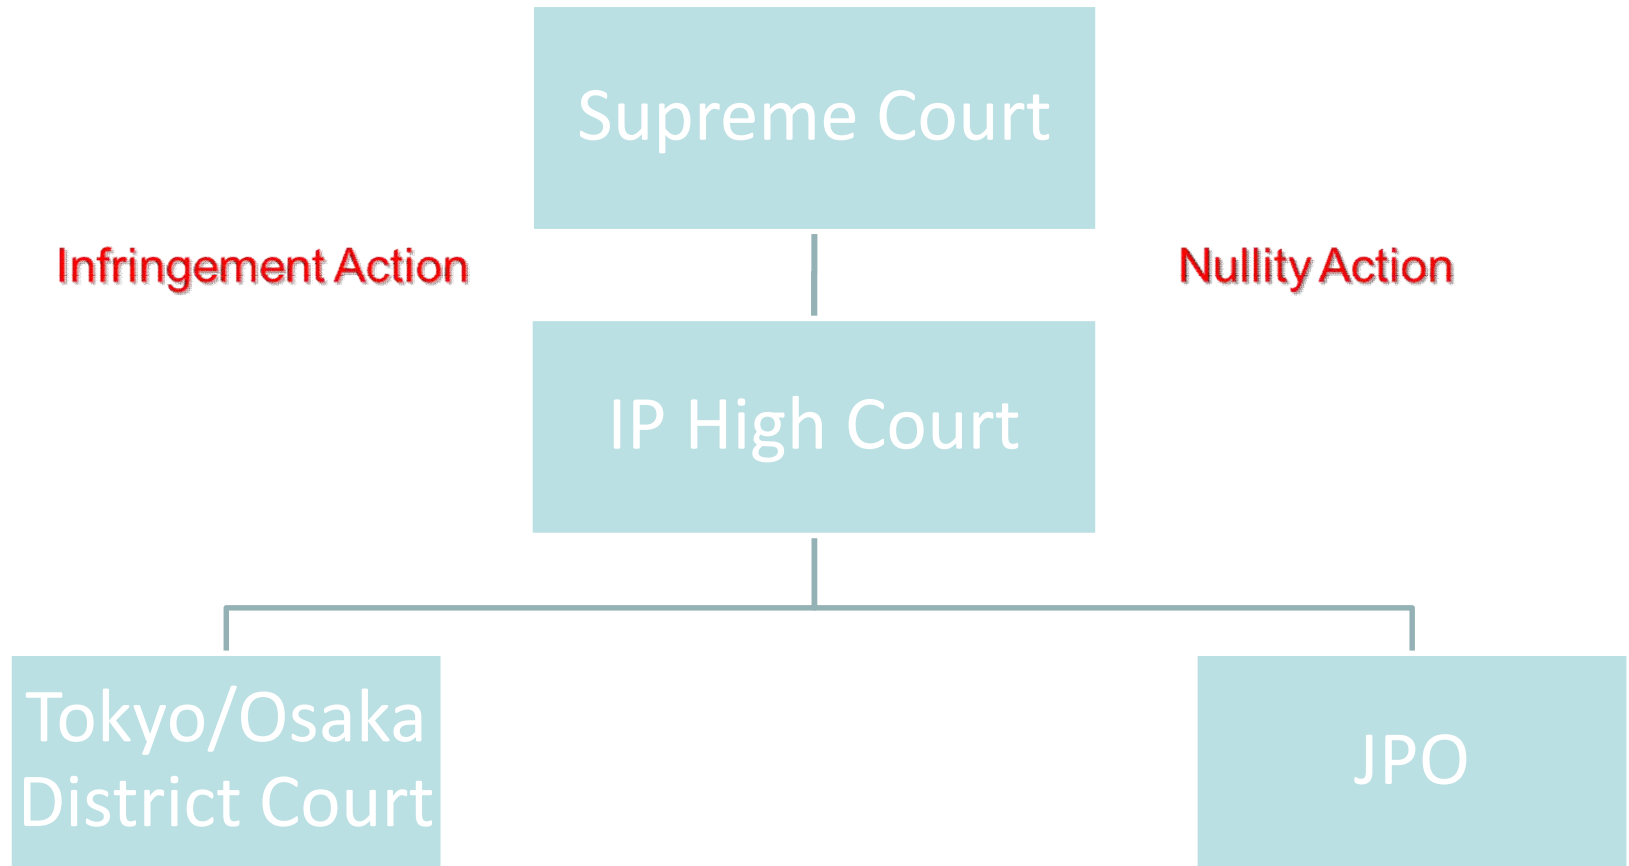 Supreme Court
Infringement Action
Nullity Action
IP High Court
Tokyo/Osaka
District Court
JPO